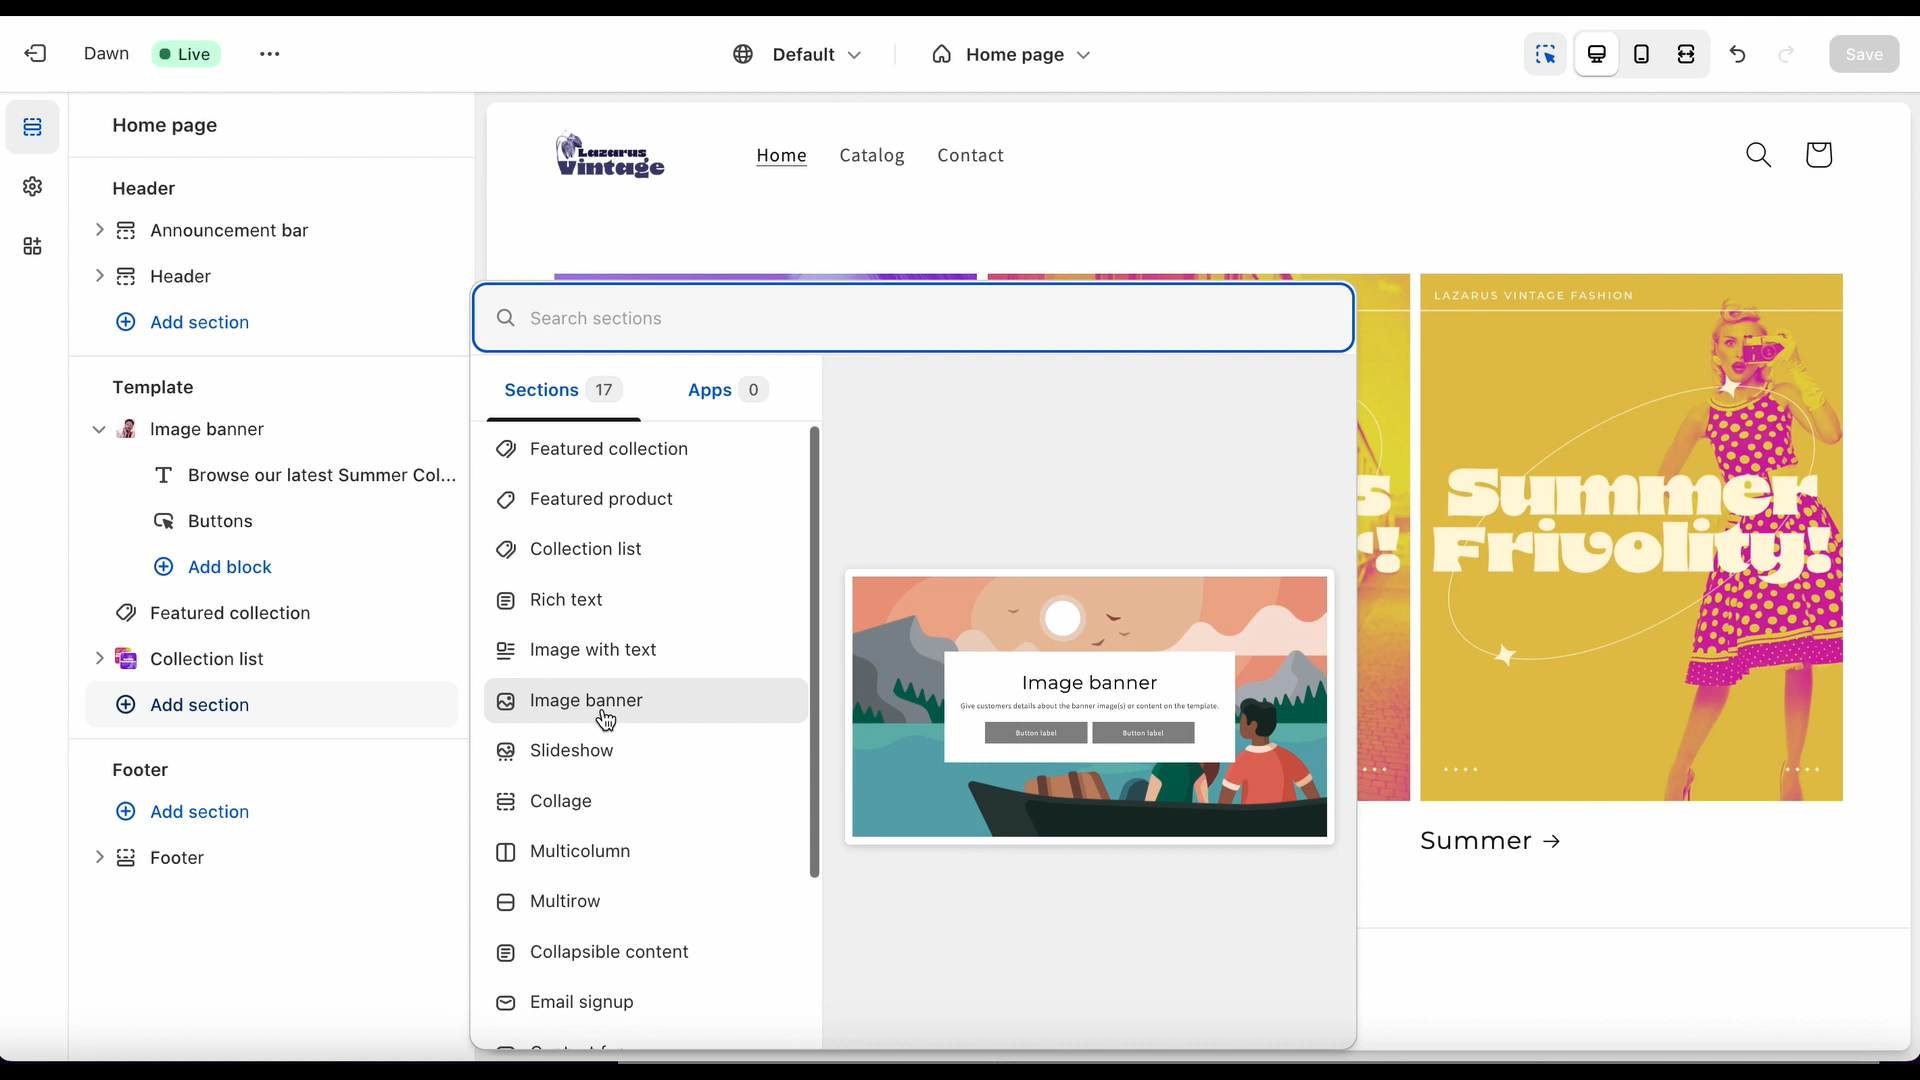 Dawn
Live
Default
Home page
Save
Home page
Header
Announcement bar
Header
Add section
Template
Image banner
Browse our latest Summer Col...
Buttons
Add block
Featured collection
Collection list
Add section
Footer
Add section
Footer
Lazarus
Vintage
Home
Catalog
Contact
Search sections
Sections 17
Apps 0
Featured collection
Featured product
Collection list
Rich text
Image with text
Image banner
Slideshow
Collage
Multicolumn
Multirow
Collapsible content
Email signup
Image banner
Give customers details about the banner image(s) or content on the template.
Button label
Button label
LAZARUS VINTAGE FASHION
Summer
Frivolity!
Summer →